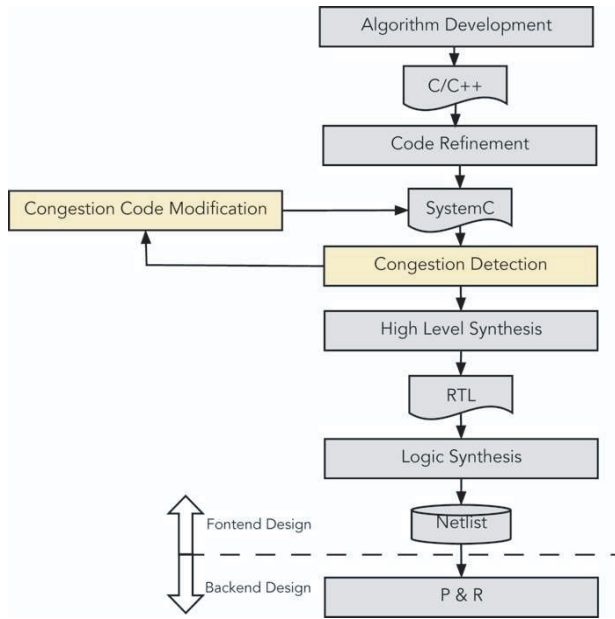 Algorithm Development
C/C++
Code Refinement
Congestion Code Modification
SystemC
Congestion Detection
High Level Synthesis
RTL
Logic Synthesis
Fontend Design
Netlist
Backend Design
P & R